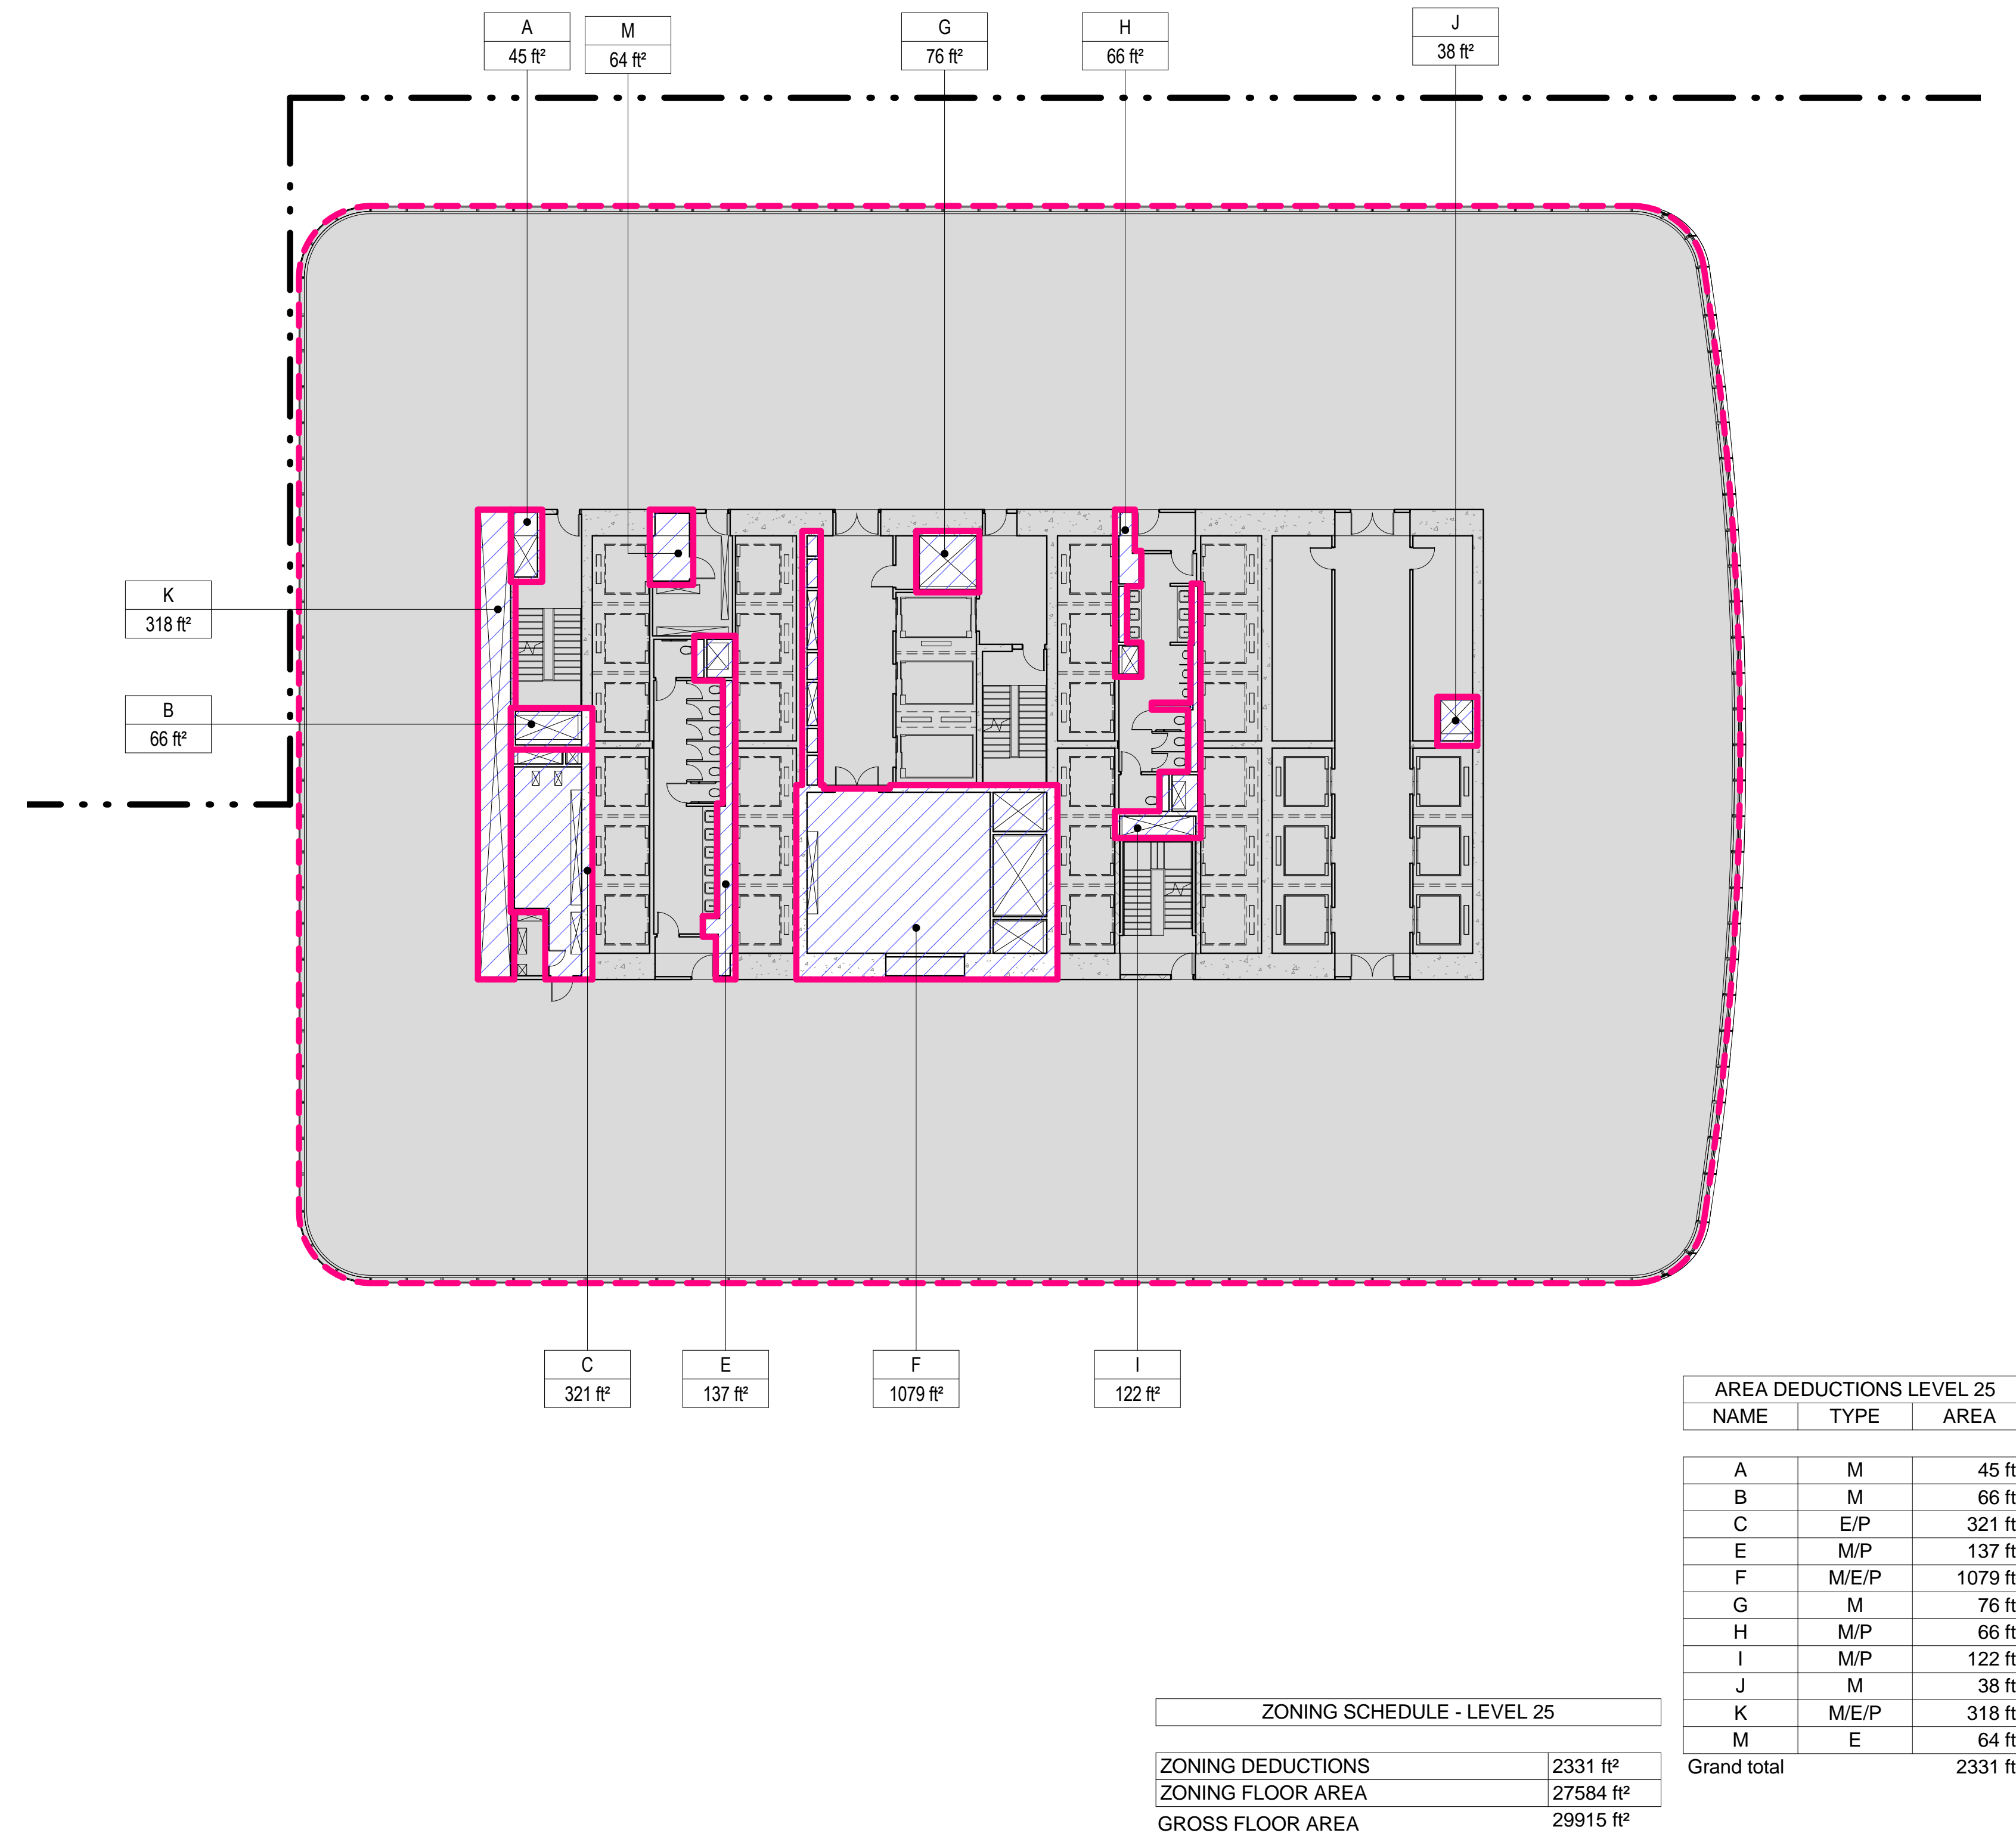 A
45 ft²
M
64 ft²
G
76 ft²
H
66 ft²
J
38 ft²
K
318 ft²
B
66 ft²
C
321 ft²
E
137 ft²
F
1079 ft²
I
122 ft²
AREA DEDUCTIONS LEVEL 25
NAME TYPE AREA
A M 45 ft
B M 66 ft
C E/P 321 ft
E M/P 137 ft
F M/E/P 1079 ft
G M 76 ft
H M/P 66 ft
I M/P 122 ft
J M 38 ft
K M/E/P 318 ft
M E 64 ft
Grand total 2331 ft
ZONING SCHEDULE - LEVEL 25
ZONING DEDUCTIONS 2331 ft²
ZONING FLOOR AREA 27584 ft²
GROSS FLOOR AREA 29915 ft²